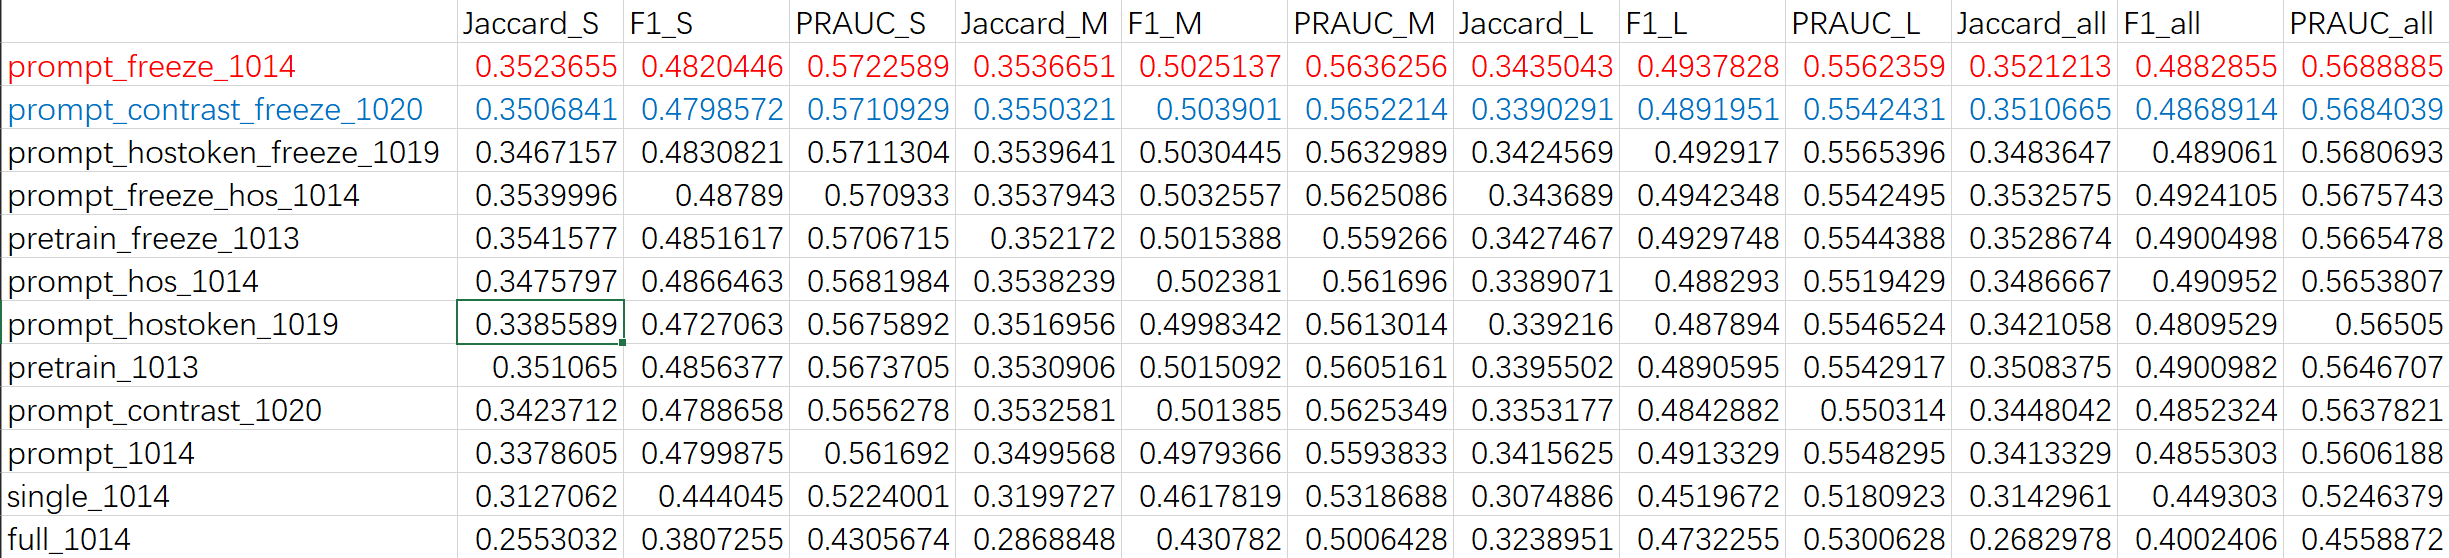 Jaccard_S F1_S PRAUC_S Jaccard_M F1_M PRAUC_M Jaccard_L F1_L PRAUC_L Jaccard_all F1_all PRAUC_all
prompt_freeze_1014 0.3523655 0.4820446 0.5722589 0.3536651 0.5025137 0.5636256 0.3435043 0.4937828 0.5562359 0.3521213 0.4882855 0.5688885
prompt_contrast_freeze_1020 0.3506841 0.4798572 0.5710929 0.3550321 0.503901 0.5652214 0.3390291 0.4891951 0.5542431 0.3510665 0.4868914 0.5684039
prompt_hostoken_freeze_1019 0.3467157 0.4830821 0.5711304 0.3539641 0.5030445 0.5632989 0.3424569 0.492917 0.5565396 0.3483647 0.489061 0.5680693
prompt_freeze_hos_1014 0.3539996 0.48789 0.570933 0.3537943 0.5032557 0.5625086 0.343689 0.4942348 0.5542495 0.3532575 0.4924105 0.5675743
pretrain_freeze_1013 0.3541577 0.4851617 0.5706715 0.352172 0.5015388 0.559266 0.3427467 0.4929748 0.5544388 0.3528674 0.4900498 0.5665478
prompt_hos_1014 0.3475797 0.4866463 0.5681984 0.3538239 0.502381 0.561696 0.3389071 0.488293 0.5519429 0.3486667 0.490952 0.5653807
prompt_hostoken_1019 0.3385589 0.4727063 0.5675892 0.3516956 0.4998342 0.5613014 0.339216 0.487894 0.5546524 0.3421058 0.4809529 0.56505
pretrain_1013 0.351065 0.4856377 0.5673705 0.3530906 0.5015092 0.5605161 0.3395502 0.4890595 0.5542917 0.3508375 0.4900982 0.5646707
prompt_contrast_1020 0.3423712 0.4788658 0.5656278 0.3532581 0.501385 0.5625349 0.3353177 0.4842882 0.550314 0.3448042 0.4852324 0.5637821
prompt_1014 0.3378605 0.4799875 0.561692 0.3499568 0.4979366 0.5593833 0.3415625 0.4913329 0.5548295 0.3413329 0.4855303 0.5606188
single_1014 0.3127062 0.444045 0.5224001 0.3199727 0.4617819 0.5318688 0.3074886 0.4519672 0.5180923 0.3142961 0.449303 0.5246379
full_1014 0.2553032 0.3807255 0.4305674 0.2868848 0.430782 0.5006428 0.3238951 0.4732255 0.5300628 0.2682978 0.4002406 0.4558872